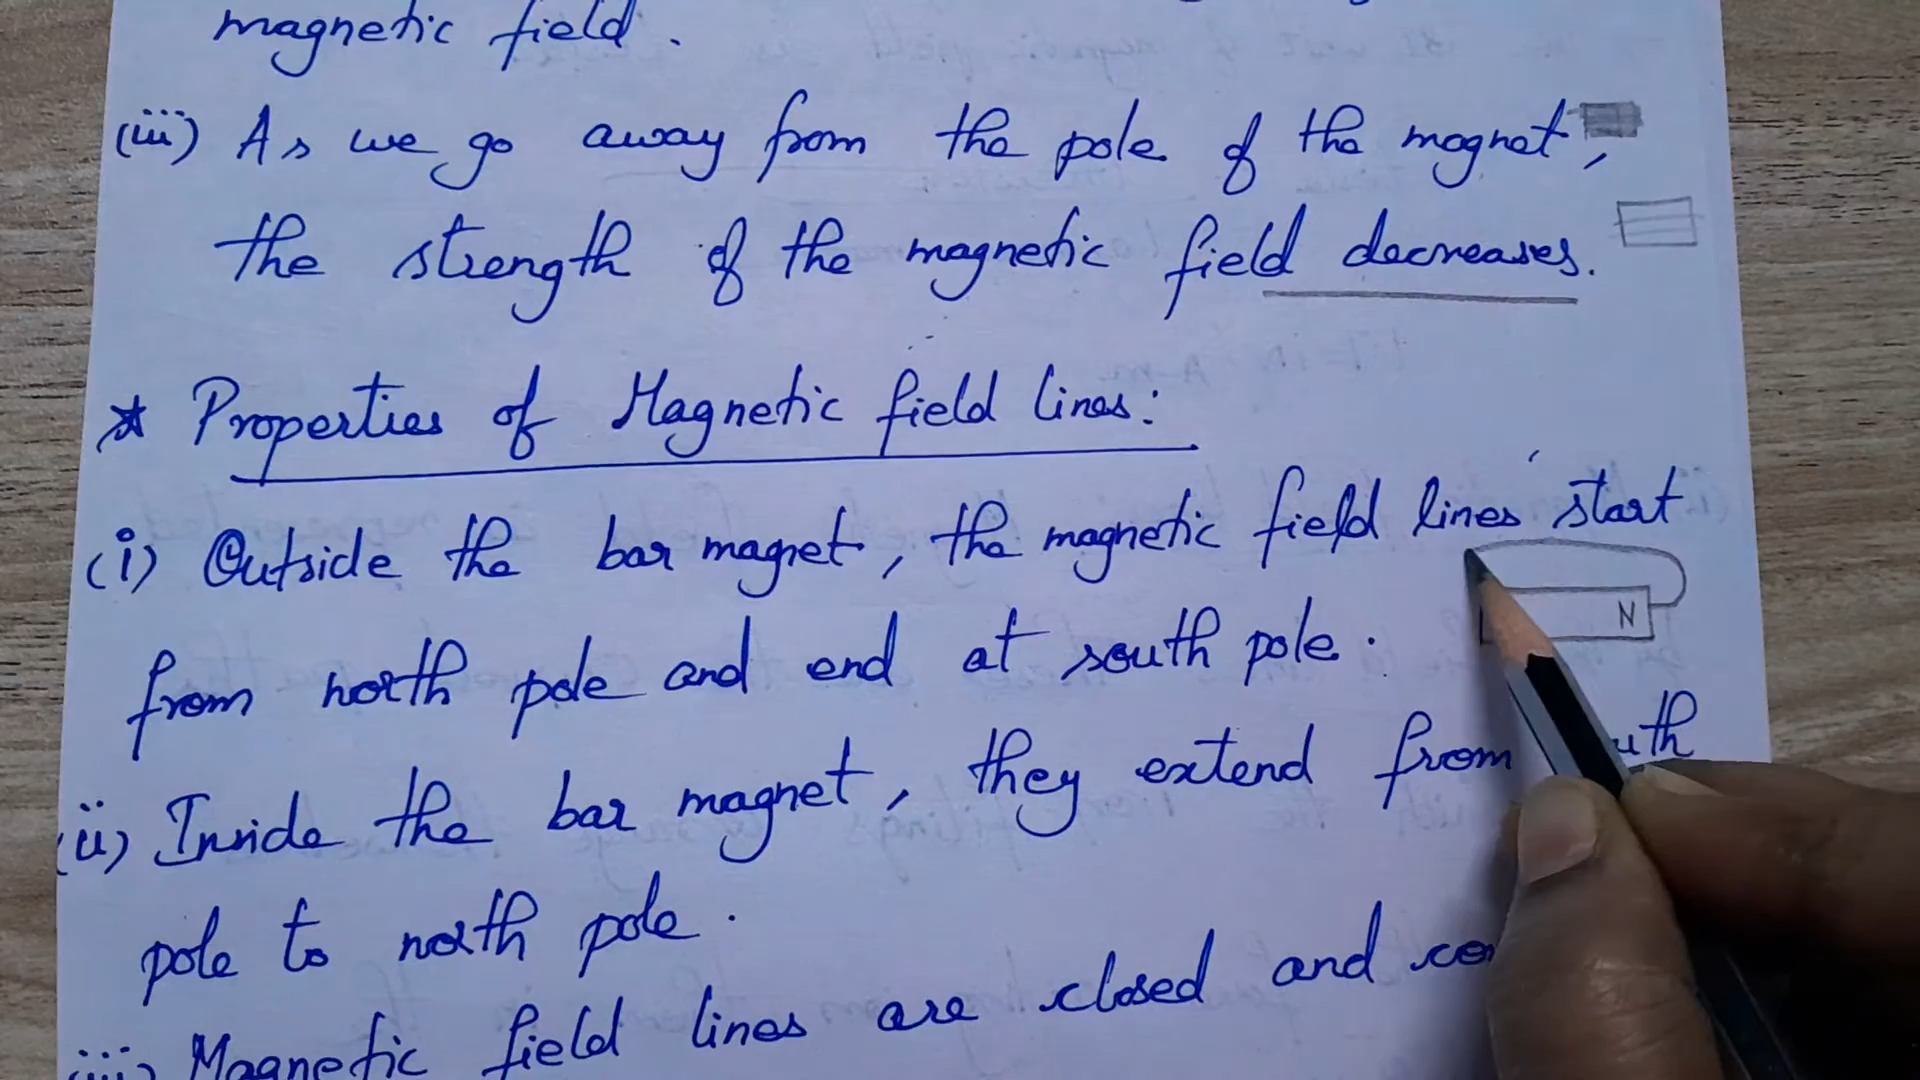 magnetic field.
(iii) As we go away from the pole of the magnet,
the strength of the magnetic field decreases.
* Properties of Magnetic field lines:
(i) Outside the bar magnet, the magnetic field lines start
N
from north pole and end at south pole.
(ii) Inside the bar magnet, they extend from
pole to north pole.
(iii) Magnetic field lines are closed and